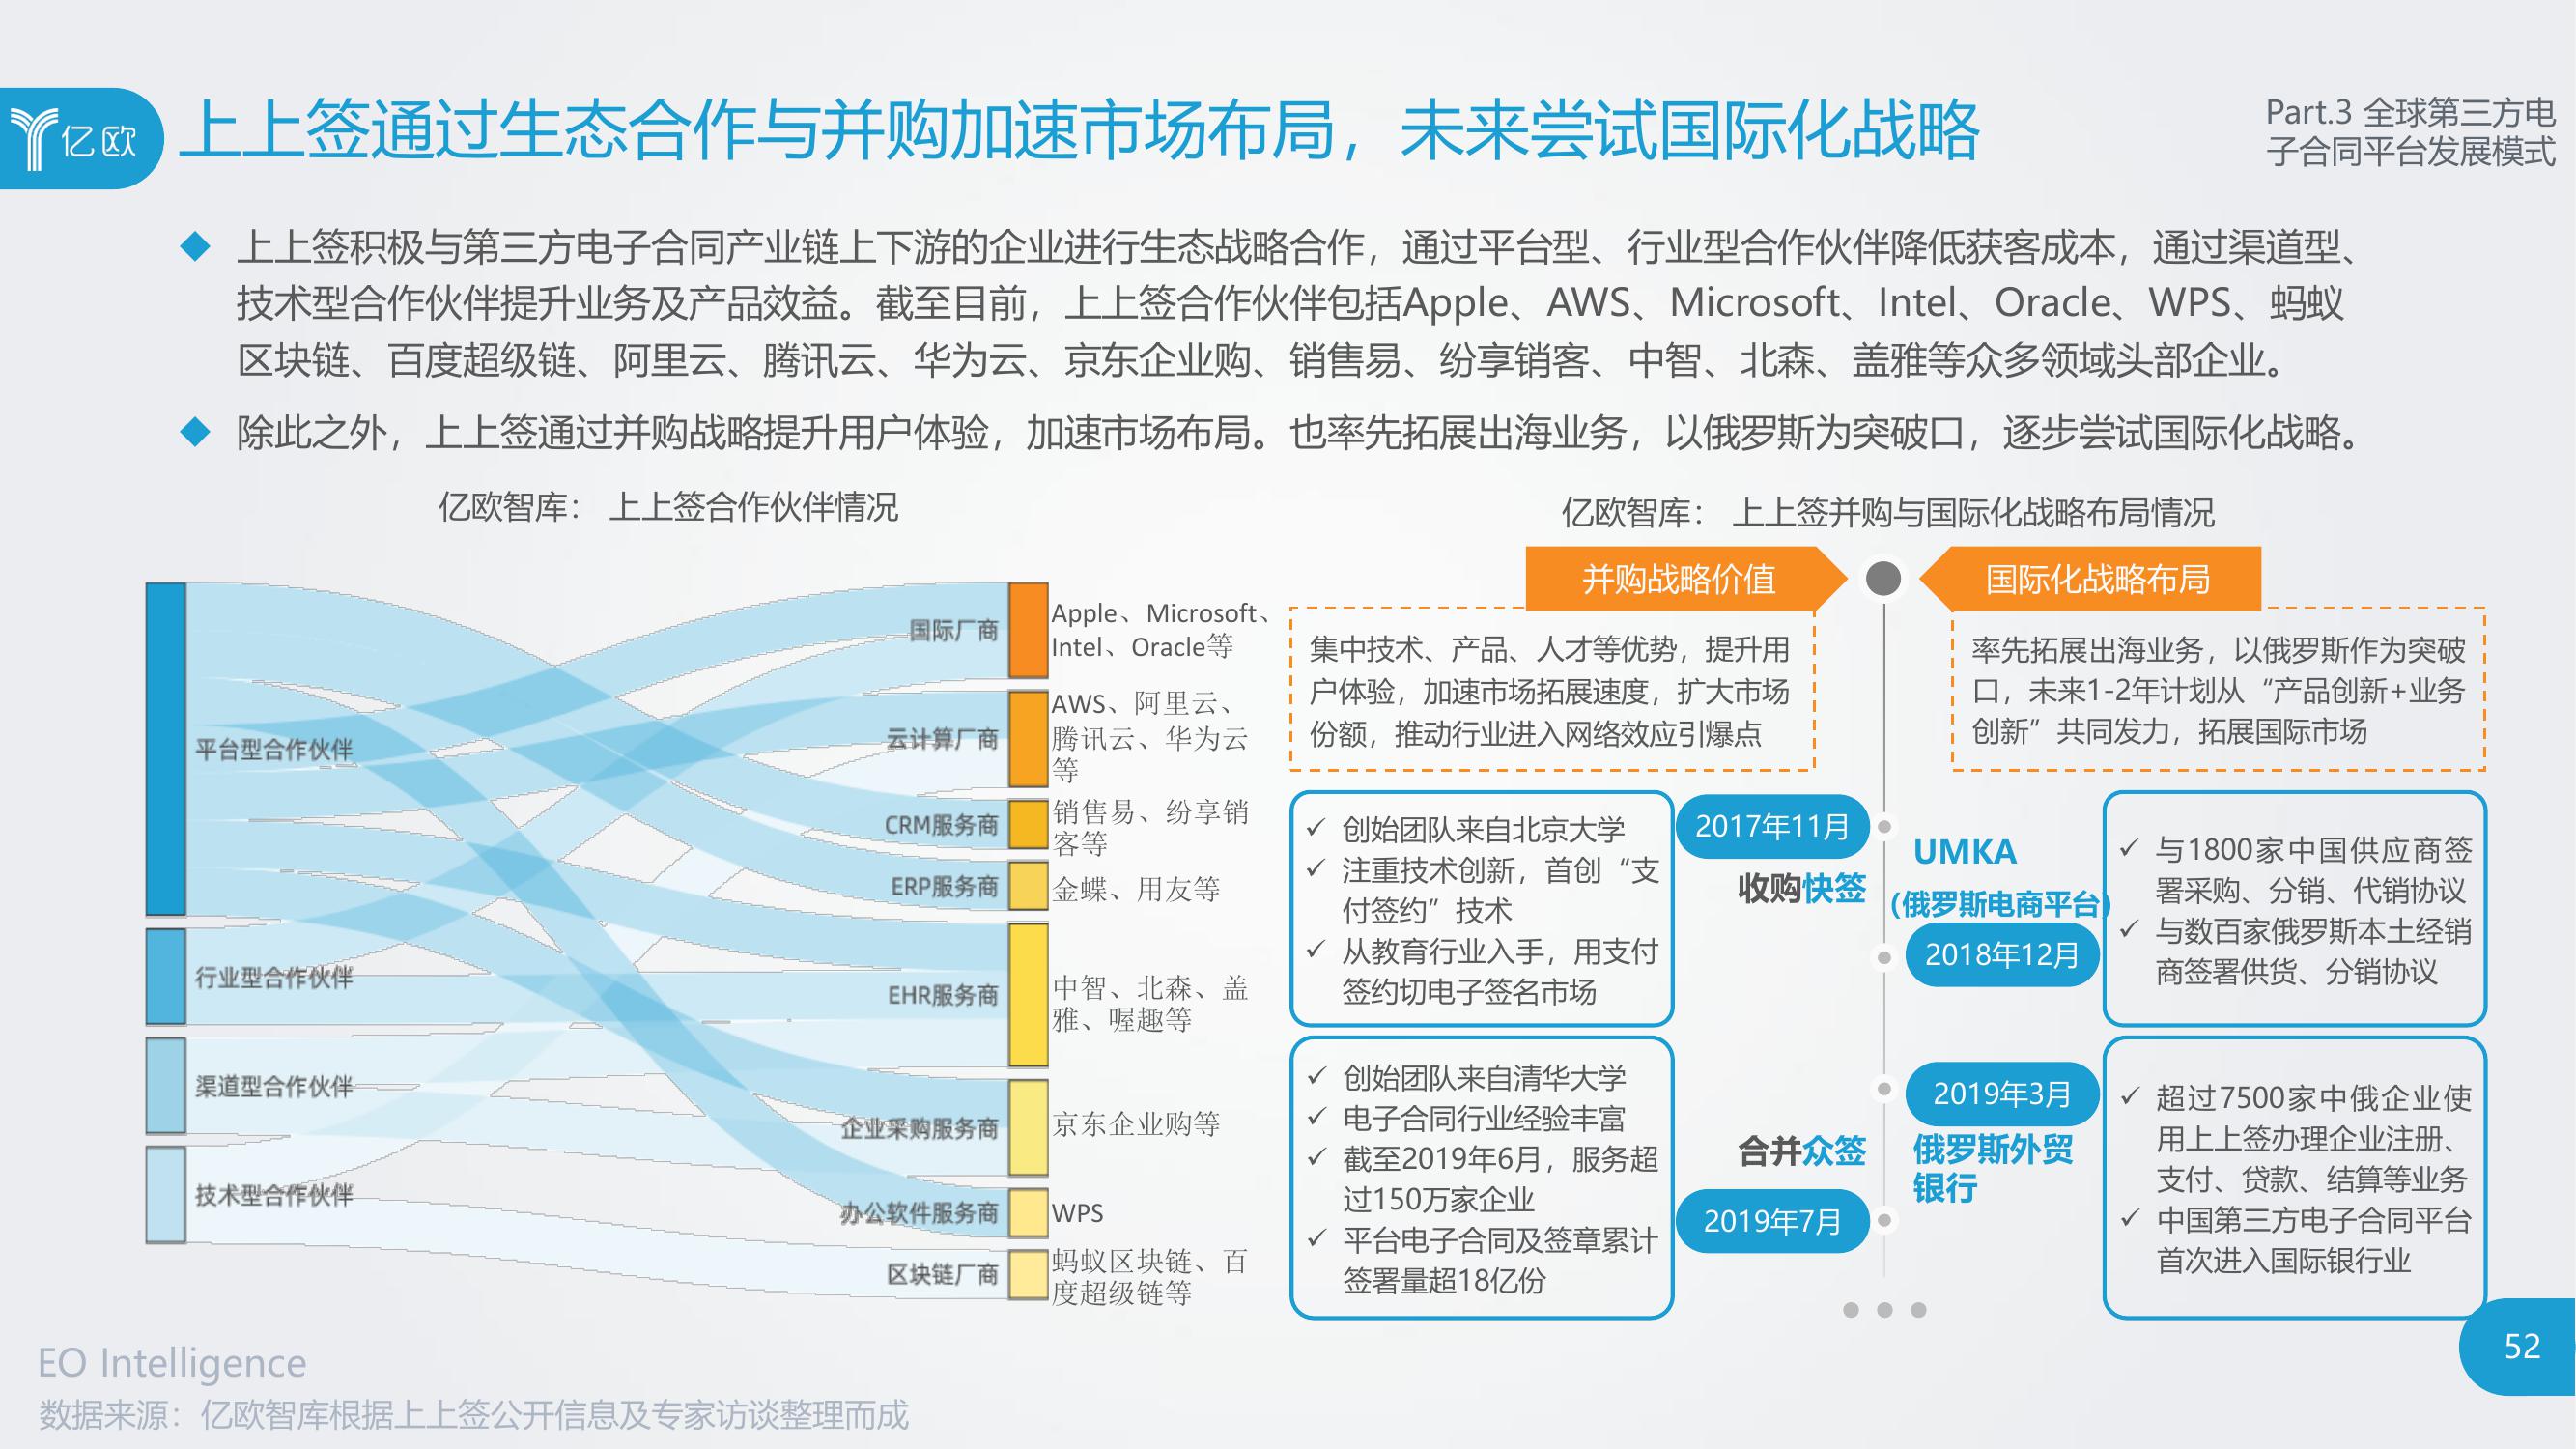 亿欧
上上签通过生态合作与并购加速市场布局，未来尝试国际化战略
Part.3 全球第三方电
子合同平台发展模式
上上签积极与第三方电子合同产业链上下游的企业进行生态战略合作，通过平台型、行业型合作伙伴降低获客成本，通过渠道型、
技术型合作伙伴提升业务及产品效益。截至目前，上上签合作伙伴包括Apple、AWS、Microsoft、Intel、Oracle、WPS、蚂蚁
区块链、百度超级链、阿里云、腾讯云、华为云、京东企业购、销售易、纷享销客、中智、北森、盖雅等众多领域头部企业。
除此之外，上上签通过并购战略提升用户体验，加速市场布局。也率先拓展出海业务，以俄罗斯为突破口，逐步尝试国际化战略。
亿欧智库： 上上签合作伙伴情况
平台型合作伙伴
行业型合作伙伴
渠道型合作伙伴
技术型合作伙伴
国际厂商
Apple、Microsoft、
Intel、Oracle等
云计算厂商
AWS、阿里云、
腾讯云、华为云
等
CRM服务商
销售易、纷享销
客等
ERP服务商
金蝶、用友等
EHR服务商
中智、北森、盖
雅、喔趣等
企业采购服务商
京东企业购等
办公软件服务商
WPS
区块链厂商
蚂蚁区块链、百
度超级链等
亿欧智库： 上上签并购与国际化战略布局情况
并购战略价值
集中技术、产品、人才等优势，提升用
户体验，加速市场拓展速度，扩大市场
份额，推动行业进入网络效应引爆点
国际化战略布局
率先拓展出海业务，以俄罗斯作为突破
口，未来1-2年计划从“产品创新+业务
创新”共同发力，拓展国际市场
✓ 创始团队来自北京大学
✓ 注重技术创新，首创“支
付签约”技术
✓ 从教育行业入手，用支付
签约切电子签名市场
2017年11月
收购快签
UMKA
(俄罗斯电商平台)
2018年12月
✓ 与1800家中国供应商签
署采购、分销、代销协议
✓ 与数百家俄罗斯本土经销
商签署供货、分销协议
✓ 创始团队来自清华大学
✓ 电子合同行业经验丰富
✓ 截至2019年6月，服务超
过150万家企业
✓ 平台电子合同及签章累计
签署量超18亿份
合并众签
2019年7月
2019年3月
俄罗斯外贸
银行
✓ 超过7500家中俄企业使
用上上签办理企业注册、
支付、贷款、结算等业务
✓ 中国第三方电子合同平台
首次进入国际银行业
EO Intelligence
数据来源：亿欧智库根据上上签公开信息及专家访谈整理而成
52